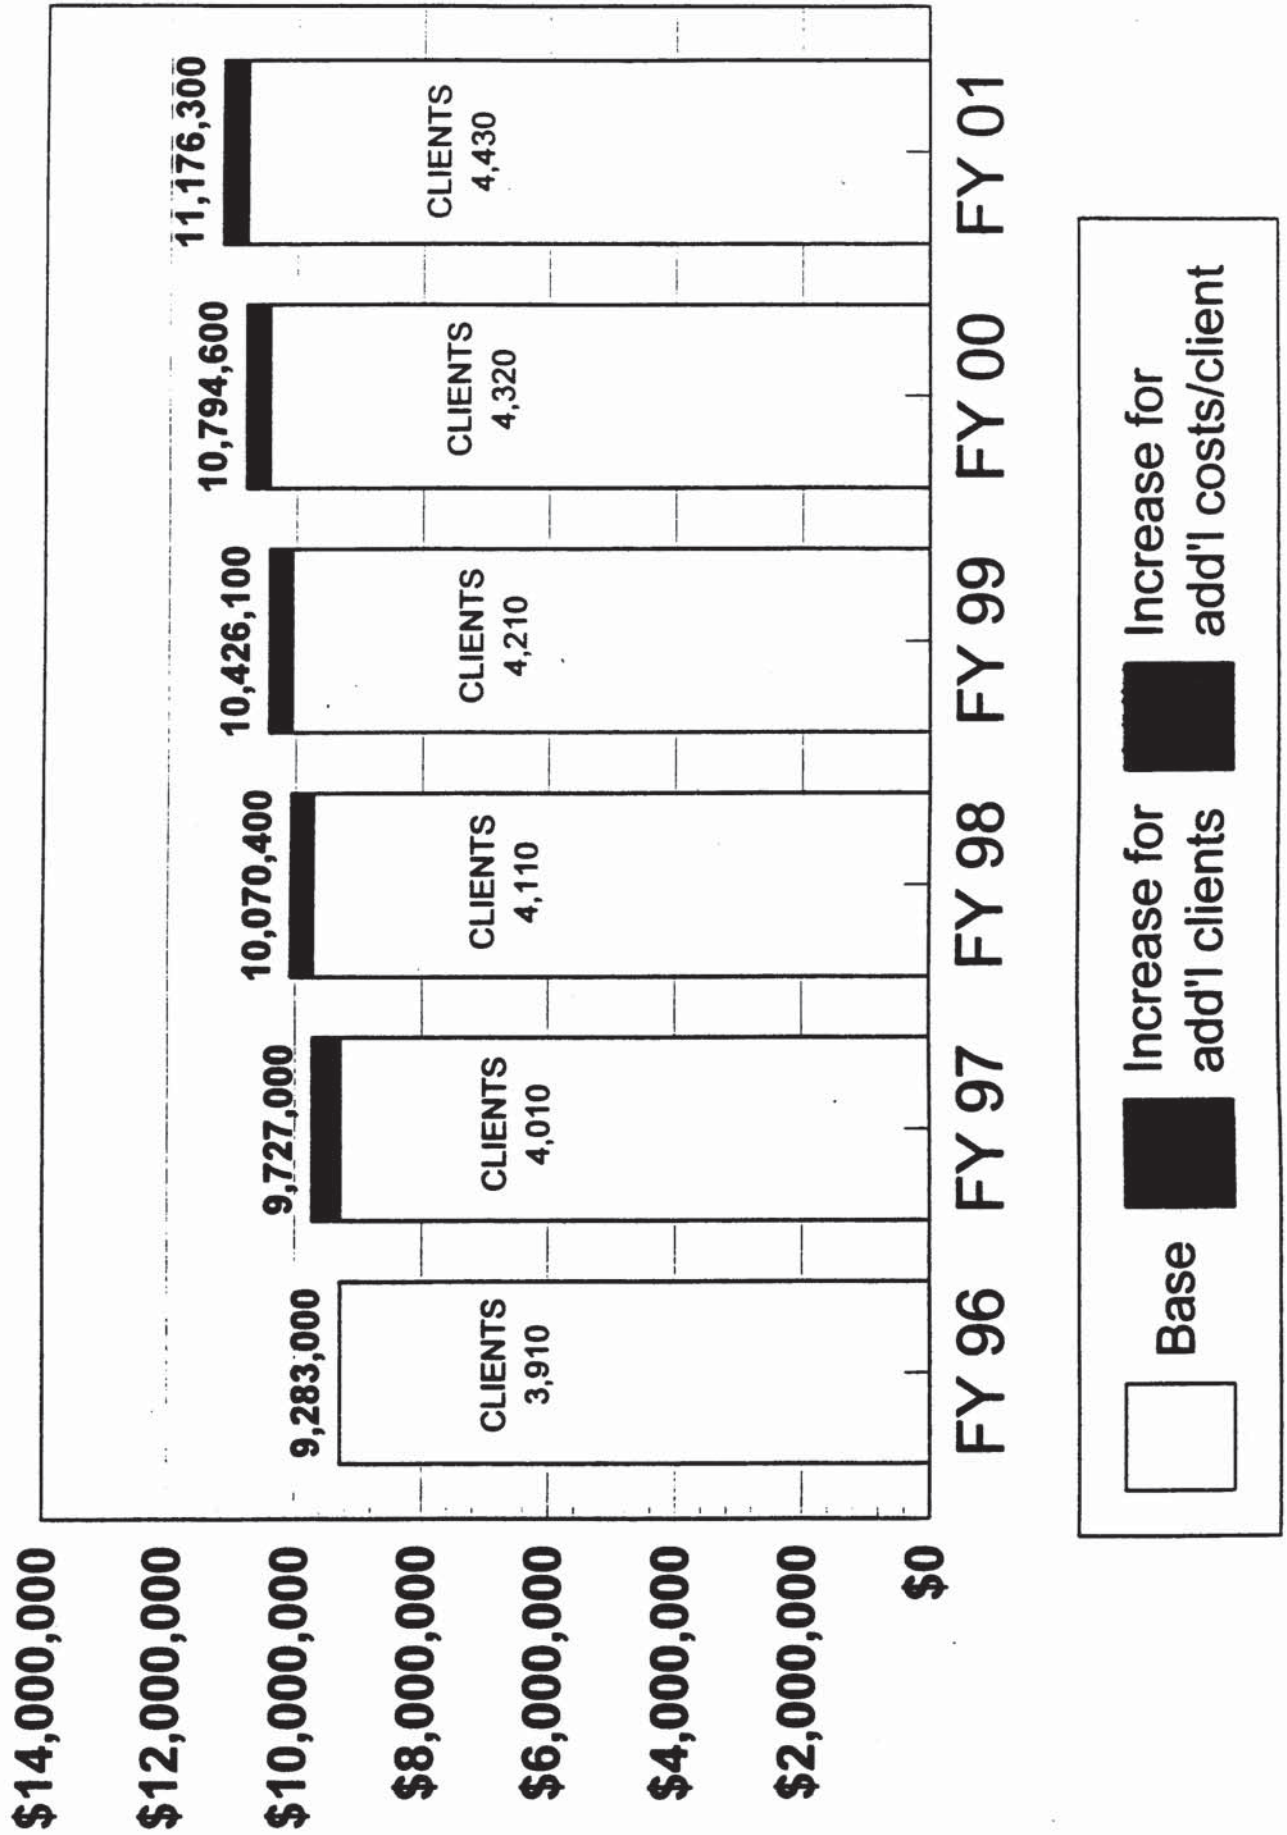 $14,000,000
$12,000,000
$10,000,000
$8,000,000
$6,000,000
$4,000,000
$2,000,000
$0
9,283,000
9,727,000
10,070,400
10,426,100
10,794,600
11,176,300
CLIENTS
3,910
CLIENTS
4,010
CLIENTS
4,110
CLIENTS
4,210
CLIENTS
4,320
CLIENTS
4,430
FY 96
FY 97
FY 98
FY 99
FY 00
FY 01
Base
Increase for
add'l clients
Increase for
add'l costs/client